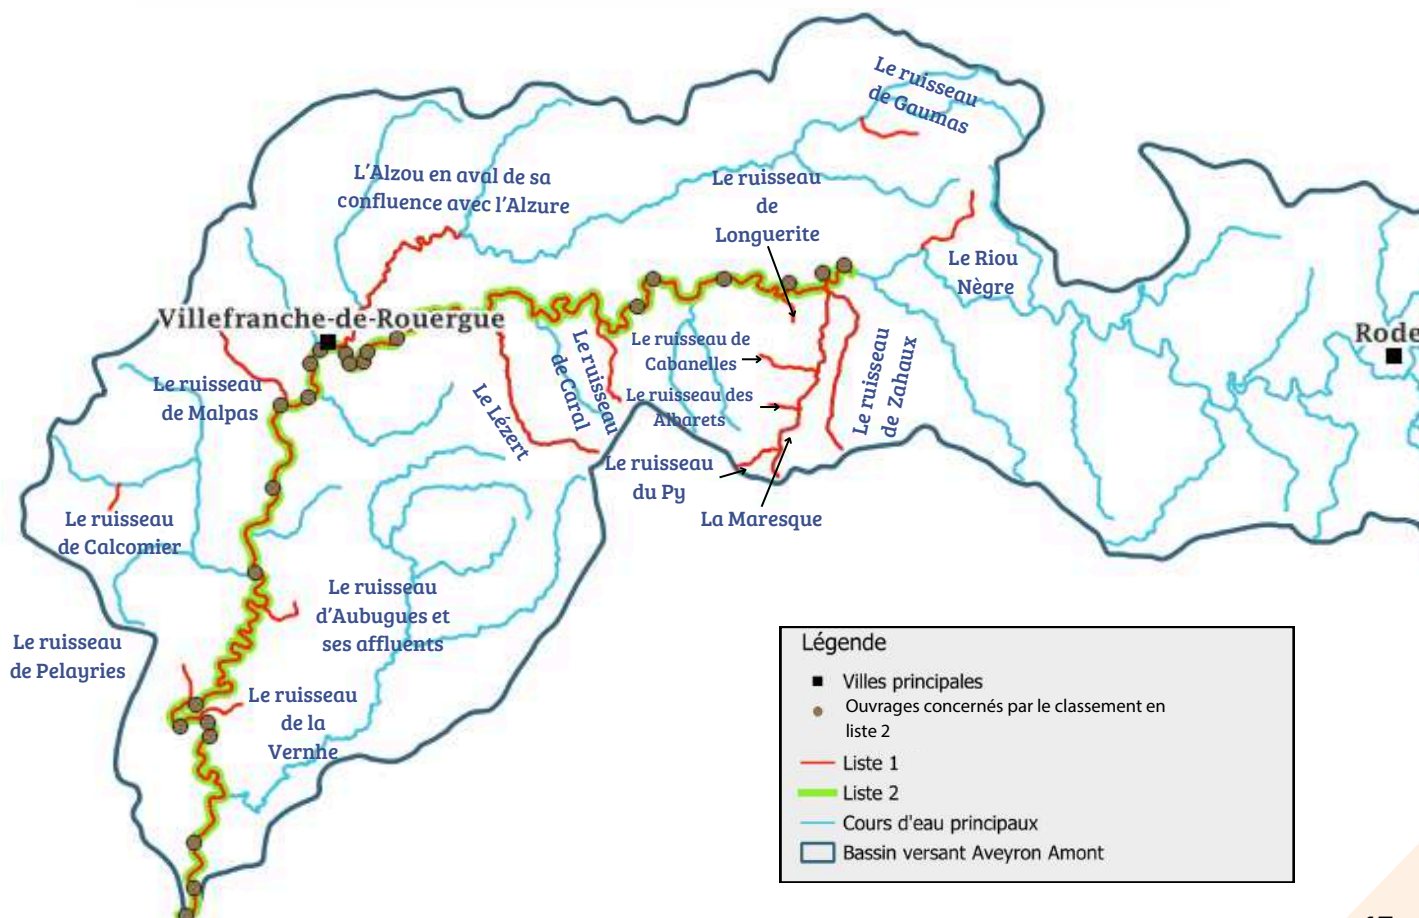 Le ruisseau
de Gaumas
L'Alzou en aval de sa
confluence avec l'Alzure
Le ruisseau
de
Longuerite
Le Riou
Nègre
Villefranche-de-Rouergue
Rode
Le ruisseau de
Cabanelles
Le ruisseau des
Albarets
Le ruisseau
de Malpas
Le Lézert
Le ruisseau
de Caral
Le ruisseau
de Zahaux
Le ruisseau
du Py
La Maresque
Le ruisseau
de Calcomier
Le ruisseau
d'Aubugues et
ses affluents
Le ruisseau
de Pelayries
Le ruisseau
de la
Vernhe
Légende
Villes principales
Ouvrages concernés par le classement en
liste 2
Liste 1
Liste 2
Cours d'eau principaux
Bassin versant Aveyron Amont